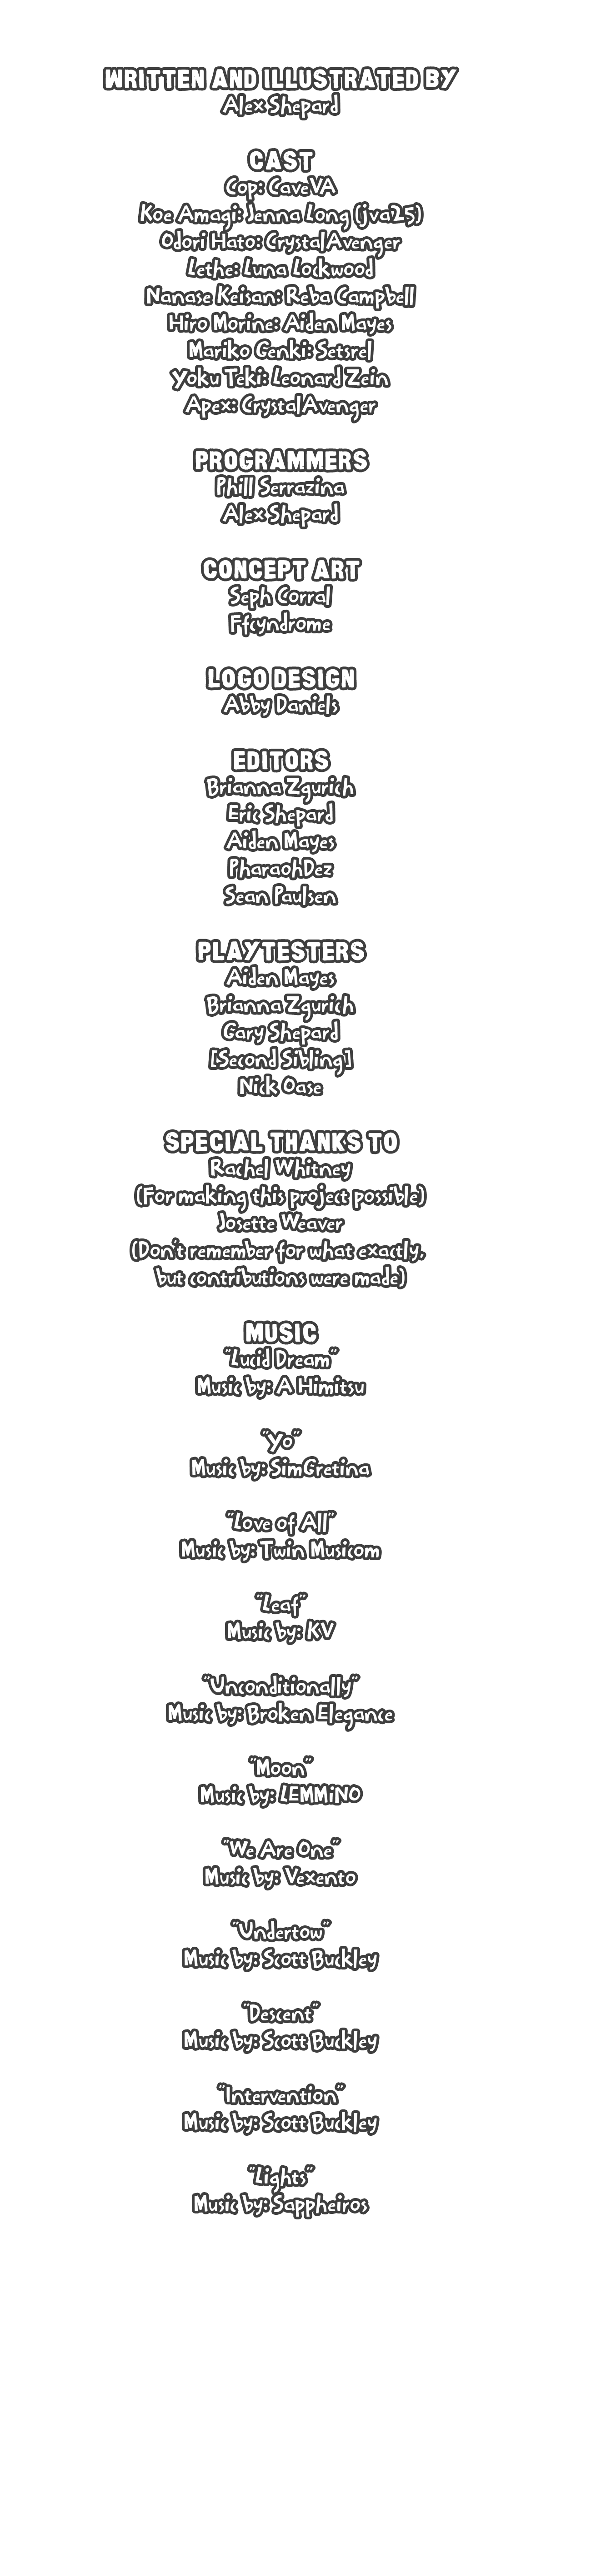 WRITTEN AND ILLUSTRATED BY
Alex Shepard
CAST
Cop: CaveVA
Koe Amagi: Jenna Long (jva25)
Odori Hato: CrystalAvenger
Lethe: Luna Lockwood
Nanase Keisan: Reba Campbell
Hiro Morine: Aiden Mayes
Mariko Genki: Setsrel
Yoku Teki: Leonard Zein
Apex: CrystalAvenger
PROGRAMMERS
Phill Serrazina
Alex Shepard
CONCEPT ART
Seph Corral
Ffcyndrome
LOGO DESIGN
Abby Daniels
EDITORS
Brianna Zgurich
Eric Shepard
Aiden Mayes
PharaohDez
Sean Paulsen
PLAYTESTERS
Aiden Mayes
Brianna Zgurich
Gary Shepard
[Second Sibling]
Nick Oase
SPECIAL THANKS TO
Rachel Whitney
(For making this project possible)
Josette Weaver
(Don't remember for what exactly,
but contributions were made)
MUSIC
"Lucid Dream"
Music by: A Himitsu
"Yo"
Music by: SimGretina
"Love of All"
Music by: Twin Musicom
"Leaf"
Music by: KV
"Unconditionally"
Music by: Broken Elegance
"Moon"
Music by: LEMMiNO
"We Are One"
Music by: Vexento
"Undertow"
Music by: Scott Buckley
"Descent"
Music by: Scott Buckley
"Intervention"
Music by: Scott Buckley
"Lights"
Music by: Sappheiros